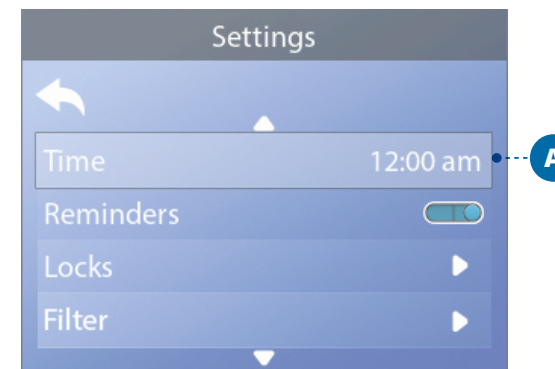 Settings
Time 12:00 am
A
Reminders
Locks
Filter